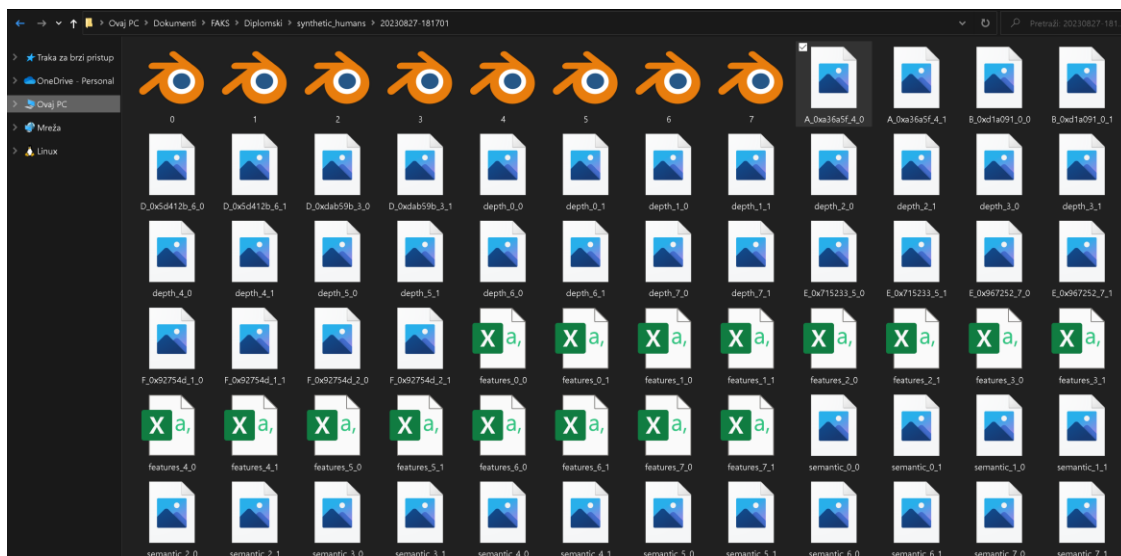 Ovaj PC > Dokumenti > FAKS > Diplomski > synthetic_humans > 20230827-181701
Pretraži: 20230827-181
Traka za brzi pristup
OneDrive - Personal
Ovaj PC
Mreža
Linux
0 1 2 3 4 5 6 7 A_0xa36a5f_4_0 A_0xa36a5f_4_1 B_0xd1a091_0_0 B_0xd1a091_0_1
D_0x5d412b_6_0 D_0x5d412b_6_1 D_0xdab59b_3_0 D_0xdab59b_3_1 depth_0_0 depth_0_1 depth_1_0 depth_1_1 depth_2_0 depth_2_1 depth_3_0 depth_3_1
depth_4_0 depth_4_1 depth_5_0 depth_5_1 depth_6_0 depth_6_1 depth_7_0 depth_7_1 E_0x715233_5_0 E_0x715233_5_1 E_0x967252_7_0 E_0x967252_7_1
X a, X a, X a, X a, X a, X a, X a, X a,
F_0x92754d_1_0 F_0x92754d_1_1 F_0x92754d_2_0 F_0x92754d_2_1 features_0_0 features_0_1 features_1_0 features_1_1 features_2_0 features_2_1 features_3_0 features_3_1
X a, X a, X a, X a, X a, X a, X a, X a,
features_4_0 features_4_1 features_5_0 features_5_1 features_6_0 features_6_1 features_7_0 features_7_1 semantic_0_0 semantic_0_1 semantic_1_0 semantic_1_1
semantic_2_0 semantic_2_1 semantic_3_0 semantic_3_1 semantic_4_0 semantic_4_1 semantic_5_0 semantic_5_1 semantic_6_0 semantic_6_1 semantic_7_0 semantic_7_1